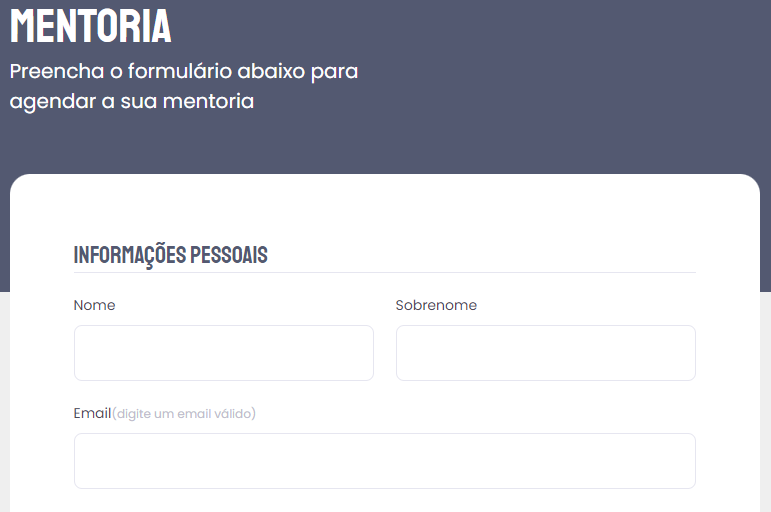 MENTORIA
Preencha o formulário abaixo para
agendar a sua mentoria
INFORMAÇÕES PESSOAIS
Nome
Sobrenome
Email(digite um email válido)